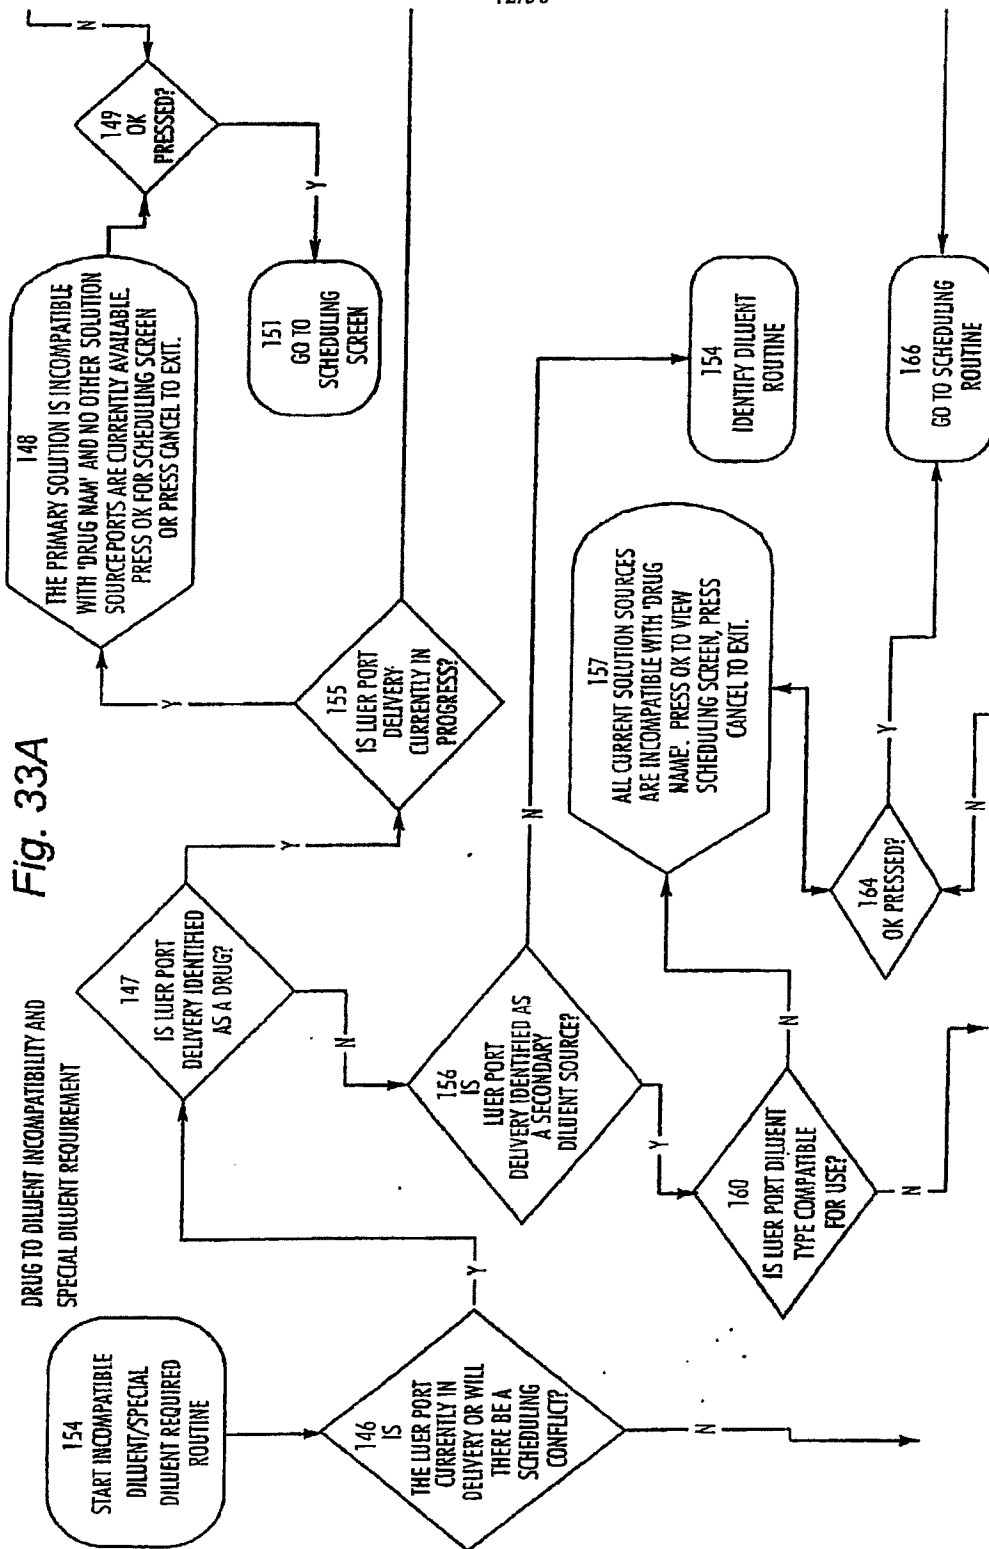 Fig. 33A
DRUG TO DILUENT INCOMPATIBILITY AND
SPECIAL DILUENT REQUIREMENT
154
START INCOMPATIBLE
DILUENT/SPECIAL
DILUENT REQUIRED
ROUTINE
146
IS
THE LUER PORT
CURRENTLY IN
DELIVERY OR WILL
THERE BE A
SCHEDULING
CONFLICT?
Y
N
147
IS LUER PORT
DELIVERY IDENTIFIED
AS A DRUG?
Y
N
155
IS LUER PORT
DELIVERY
CURRENTLY IN
PROGRESS?
Y
148
THE PRIMARY SOLUTION IS INCOMPATIBLE
WITH 'DRUG NAM' AND NO OTHER SOLUTION
SOURCEPORTS ARE CURRENTLY AVAILABLE.
PRESS OK FOR SCHEDULING SCREEN
OR PRESS CANCEL TO EXIT.
149
OK
PRESSED?
N
Y
151
GO TO
SCHEDULING
SCREEN
156
IS
LUER PORT
DELIVERY IDENTIFIED AS
A SECONDARY
DILUENT SOURCE?
N
Y
154
IDENTIFY DILUENT
ROUTINE
160
IS LUER PORT DILUENT
TYPE COMPATIBLE
FOR USE?
N
N
157
ALL CURRENT SOLUTION SOURCES
ARE INCOMPATIBLE WITH 'DRUG
NAME'. PRESS OK TO VIEW
SCHEDULING SCREEN, PRESS
CANCEL TO EXIT.
164
OK PRESSED?
Y
N
166
GO TO SCHEDULING
ROUTINE